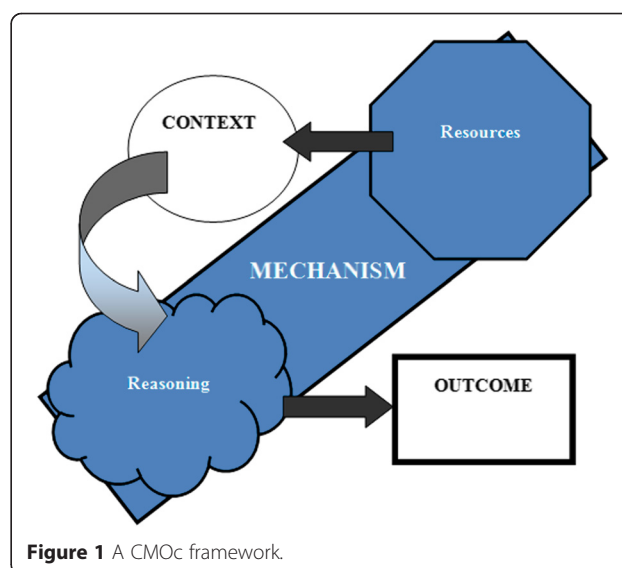 CONTEXT
Resources
MECHANISM
Reasoning
OUTCOME
Figure 1 A CMOc framework.